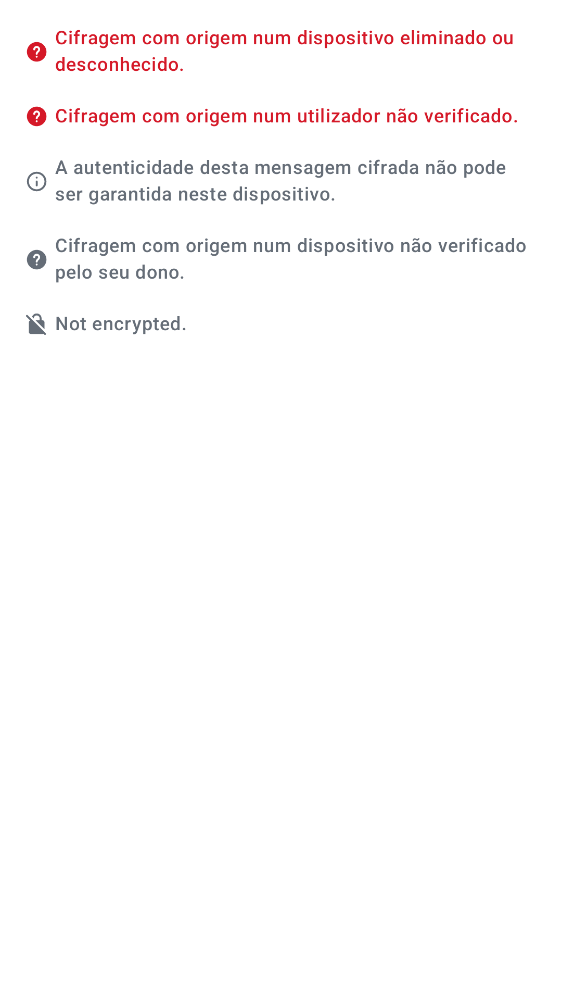 Cifragem com origem num dispositivo eliminado ou
desconhecido.
Cifragem com origem num utilizador não verificado.
A autenticidade desta mensagem cifrada não pode
ser garantida neste dispositivo.
Cifragem com origem num dispositivo não verificado
pelo seu dono.
Not encrypted.